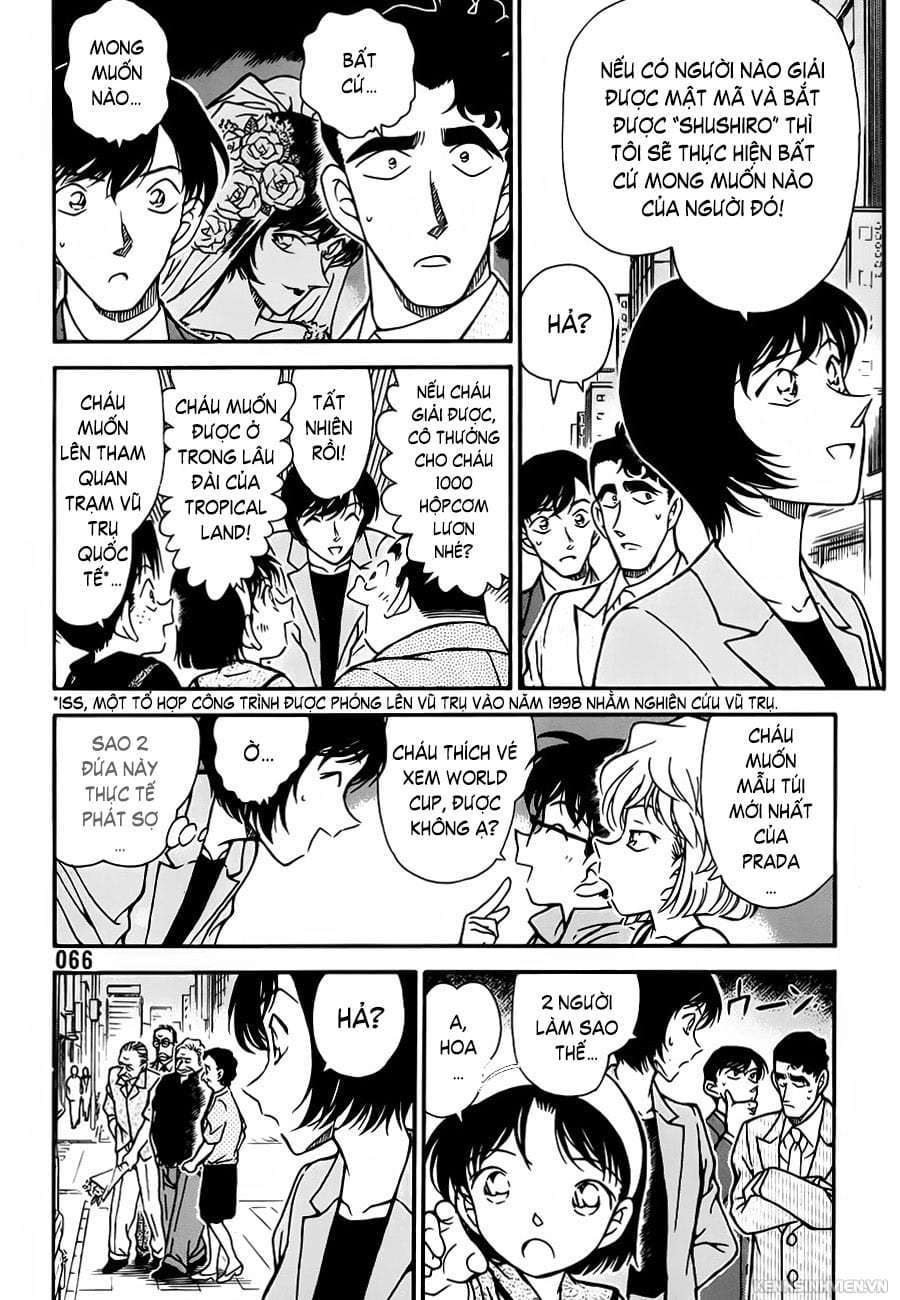 NẾU CÓ NGƯỜI NÀO GIẢI
ĐƯỢC MẬT MÃ VÀ BẮT
ĐƯỢC “SHUSHIRO” THÌ
TÔI SẼ THỰC HIỆN BẤT
CỨ MONG MUỐN NÀO
CỦA NGƯỜI ĐÓ!
HẢ?
BẤT
CỨ...
MONG
MUỐN
NÀO...
NẾU CHÁU
GIẢI ĐƯỢC,
CÔ THƯỞNG
CHO CHÁU
1000
HỘPCƠM
LƯƠN
NHÉ?
TẤT
NHIÊN
RỒI!
CHÁU MUỐN
ĐƯỢC Ở
TRONG LÂU
ĐÀI CỦA
TROPICAL
LAND!
CHÁU
MUỐN
LÊN THAM
QUAN
TRẠM VŨ
TRỤ
QUỐC
TẾ*...
*ISS, MỘT TỔ HỢP CÔNG TRÌNH ĐƯỢC PHÓNG LÊN VŨ TRỤ VÀO NĂM 1998 NHẰM NGHIÊN CỨU VŨ TRỤ.
CHÁU
MUỐN
MẪU TÚI
MỚI NHẤT
CỦA
PRADA
...
CHÁU THÍCH VÉ
XEM WORLD
CUP, ĐƯỢC
KHÔNG Ạ?
Ờ...
SAO 2
ĐỨA NÀY
THỰC TẾ
PHÁT SỢ
...
066
2 NGƯỜI
LÀM SAO
THẾ...
A,
HOA
...
HẢ?
KENHSINHVIEN.VN